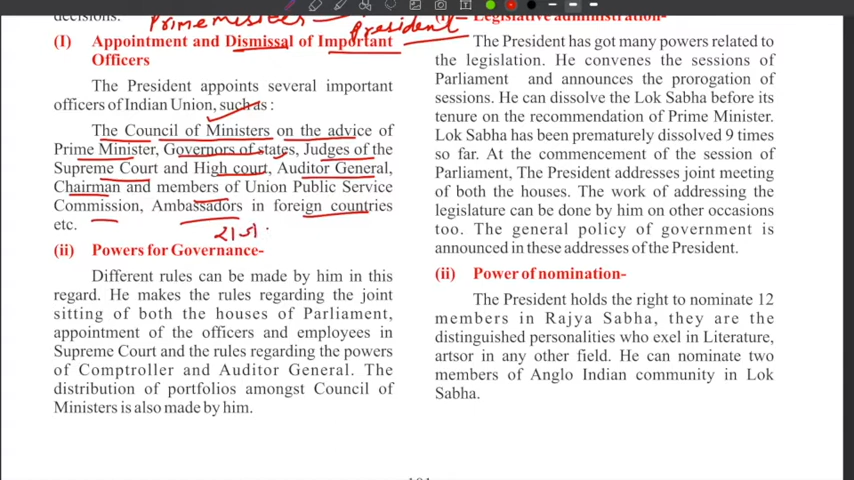 decisions.
Prime Ministers
President
(I) Appointment and Dismissal of Important
Officers
The President appoints several important
officers of Indian Union, such as :
The Council of Ministers on the advice of
Prime Minister, Governors of states, Judges of the
Supreme Court and High court, Auditor General,
Chairman and members of Union Public Service
Commission, Ambassadors in foreign countries
etc.
(ii) Powers for Governance-
Different rules can be made by him in this
regard. He makes the rules regarding the joint
sitting of both the houses of Parliament,
appointment of the officers and employees in
Supreme Court and the rules regarding the powers
of Comptroller and Auditor General. The
distribution of portfolios amongst Council of
Ministers is also made by him.
(i) Legislative administration-
The President has got many powers related to
the legislation. He convenes the sessions of
Parliament and announces the prorogation of
sessions. He can dissolve the Lok Sabha before its
tenure on the recommendation of Prime Minister.
Lok Sabha has been prematurely dissolved 9 times
so far. At the commencement of the session of
Parliament, The President addresses joint meeting
of both the houses. The work of addressing the
legislature can be done by him on other occasions
too. The general policy of government is
announced in these addresses of the President.
(ii) Power of nomination-
The President holds the right to nominate 12
members in Rajya Sabha, they are the
distinguished personalities who exel in Literature,
artsor in any other field. He can nominate two
members of Anglo Indian community in Lok
Sabha.